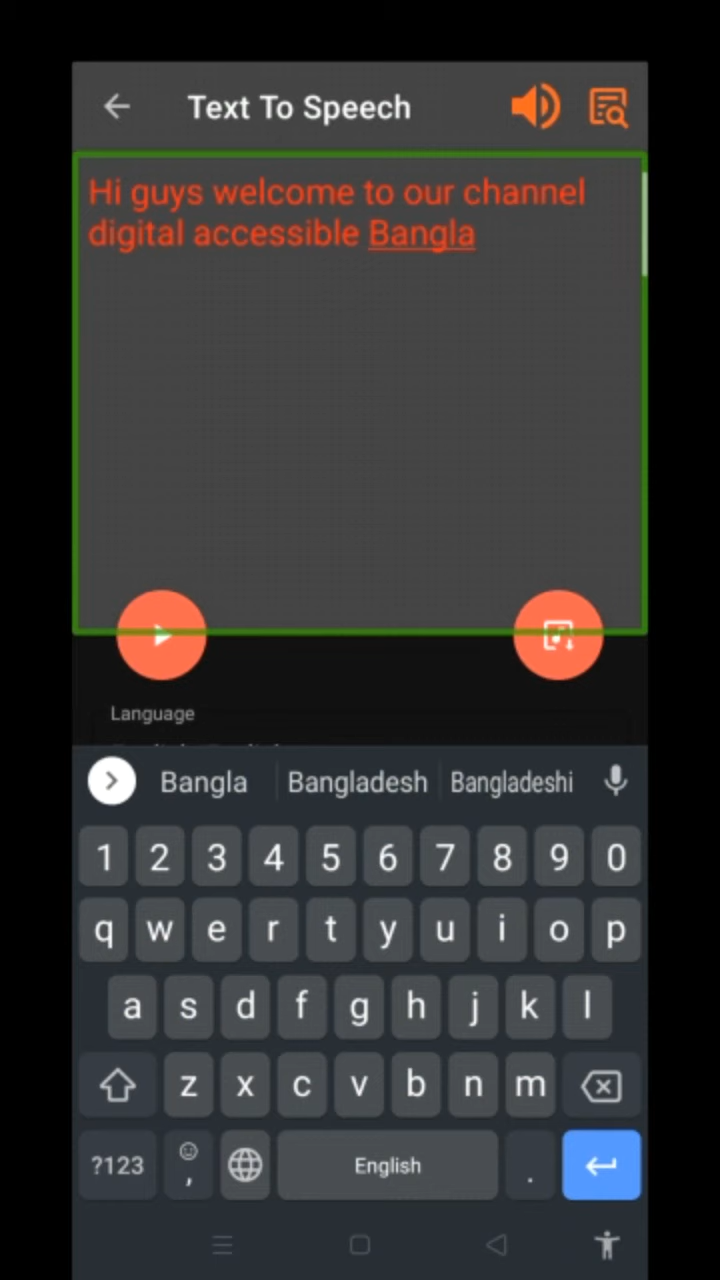 Text To Speech
Hi guys welcome to our channel
digital accessible Bangla
Language
Bangla Bangladesh Bangladeshi
1 2 3 4 5 6 7 8 9 0
q w e r t y u i o p
a s d f g h j k l
z x c v b n m
?123 , English .